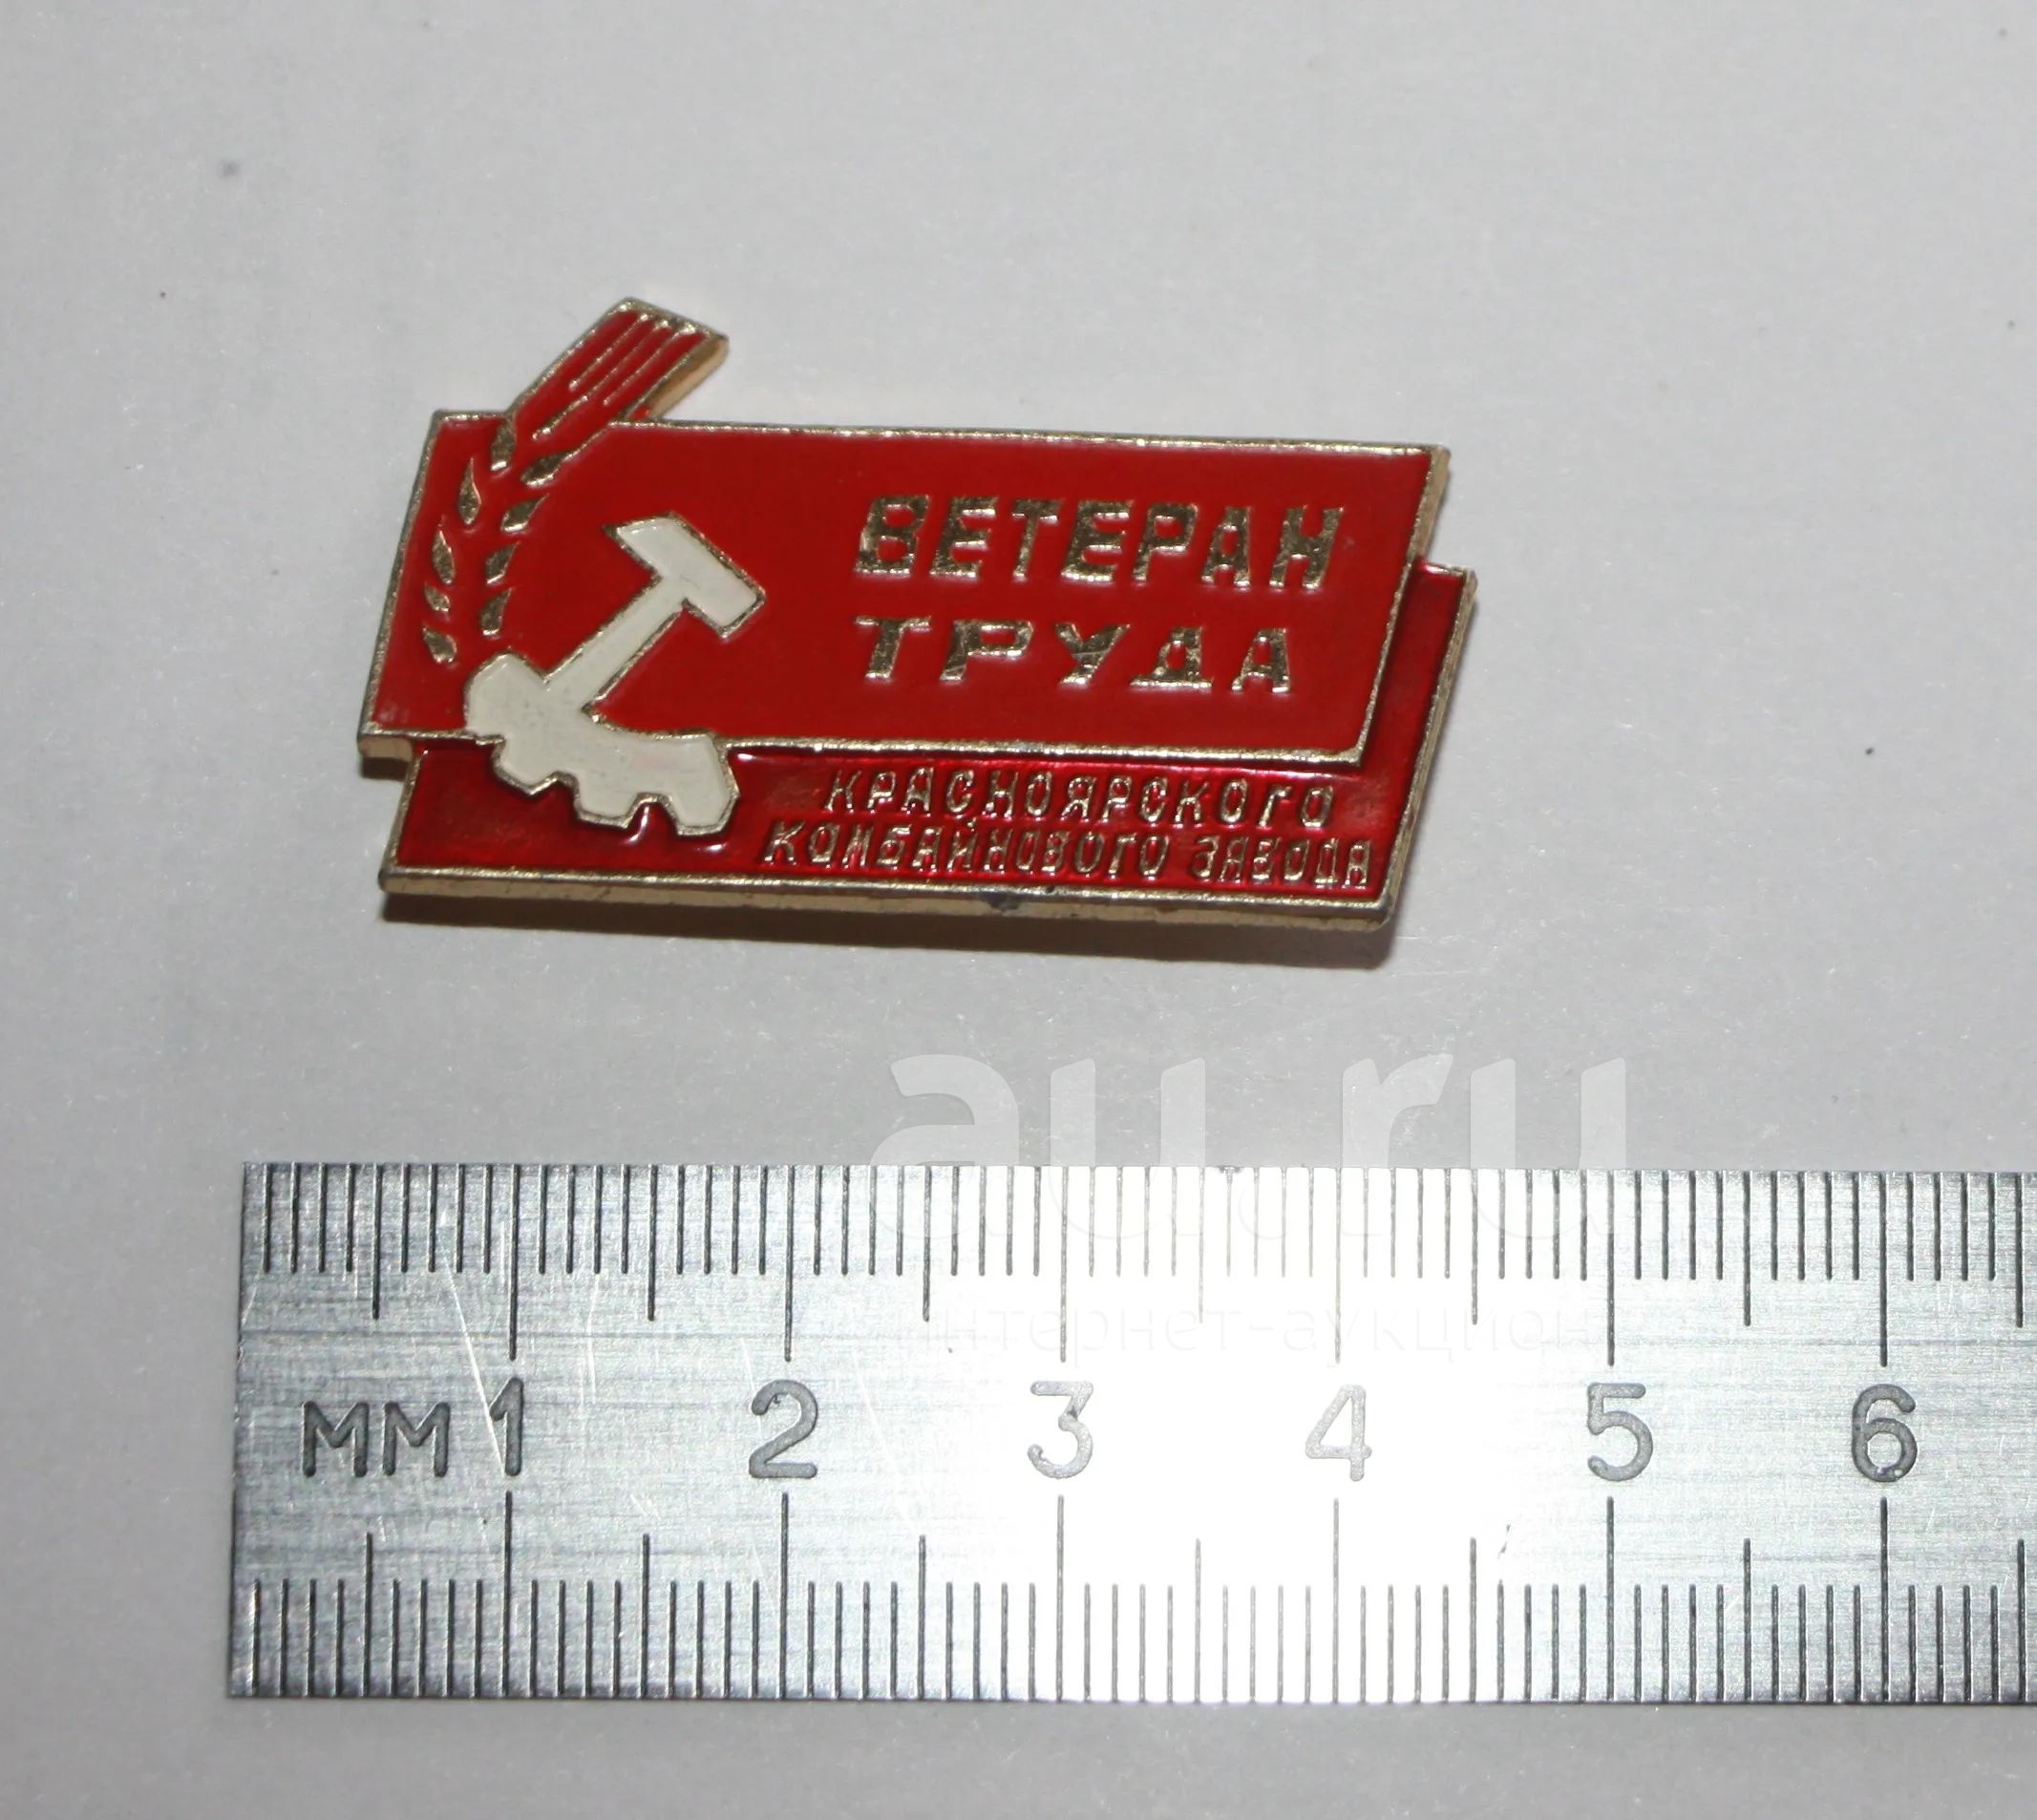 ВЕТЕРАН
ТРУДА
КРАСНОЯРСКОГО
КОМБАЙНОВОГО ЗАВОДА
au.ru
интернет-аукцион
мм 1 2 3 4 5 6